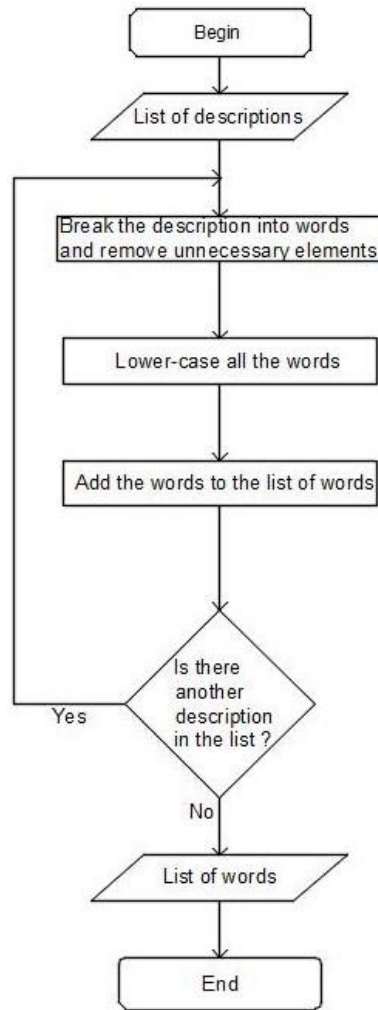 Begin
List of descriptions
Break the description into words
and remove unnecessary elements
Lower-case all the words
Add the words to the list of words
Is there
another
description
in the list ?
Yes
No
List of words
End